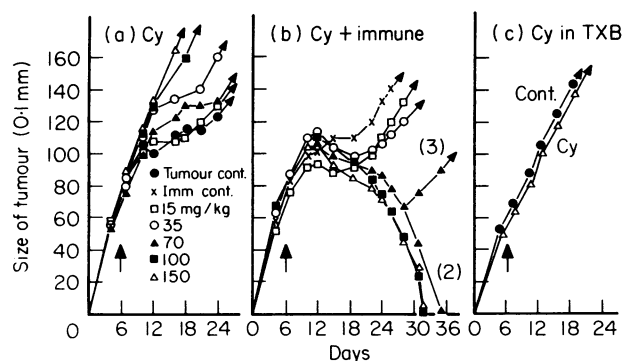 (a) Cy
(b) Cy + immune
(c) Cy in TXB
Size of tumour (0·1 mm)
160
140
120
100
80
60
40
20
0
Tumour cont.
Imm cont.
15 mg/kg
35
70
100
150
Cont.
Cy
(3)
(2)
6 12 18 24
0 6 12 18 24 30 36
0 6 12 18 24
Days